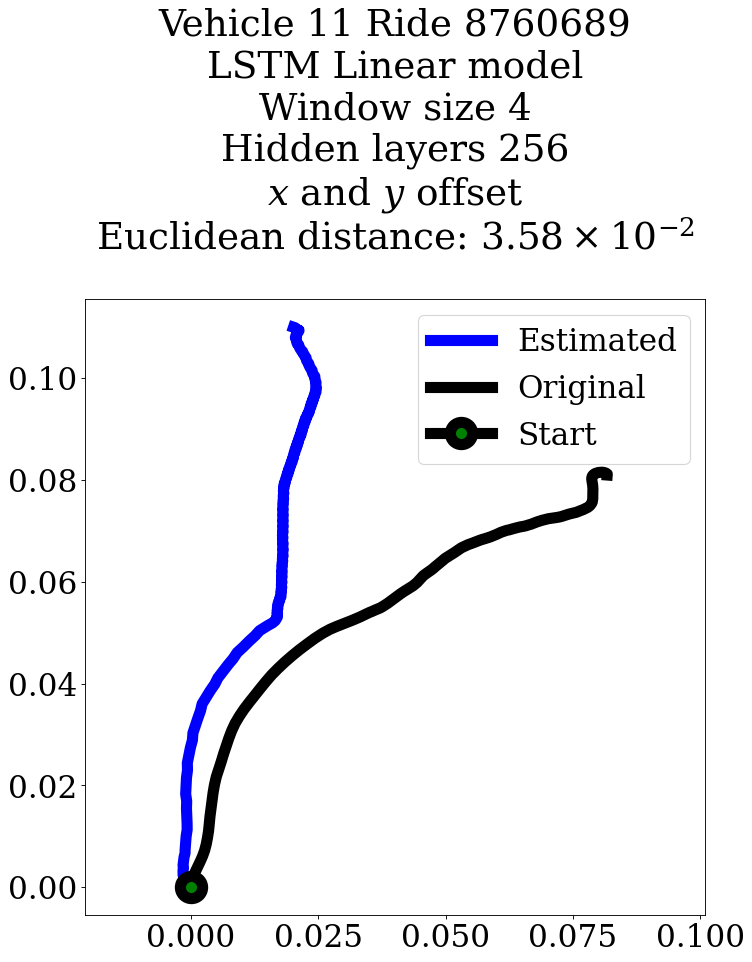 Vehicle 11 Ride 8760689
LSTM Linear model
Window size 4
Hidden layers 256
x and y offset
Euclidean distance: 3.58 × 10⁻²
Estimated
Original
Start
0.10
0.08
0.06
0.04
0.02
0.00
0.000 0.025 0.050 0.075 0.100